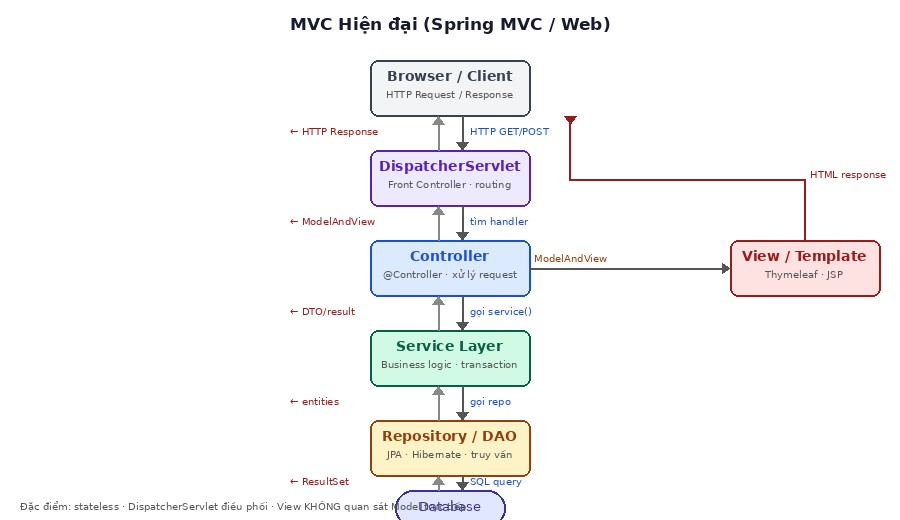 MVC Hiện đại (Spring MVC / Web)
Browser / Client
HTTP Request / Response
← HTTP Response
HTTP GET/POST
DispatcherServlet
Front Controller · routing
HTML response
← ModelAndView
tìm handler
Controller
@Controller · xử lý request
ModelAndView
View / Template
Thymeleaf · JSP
← DTO/result
gọi service()
Service Layer
Business logic · transaction
← entities
gọi repo
Repository / DAO
JPA · Hibernate · truy vấn
← ResultSet
SQL query
Database
Đặc điểm: stateless · DispatcherServlet điều phối · View KHÔNG quan sát Model